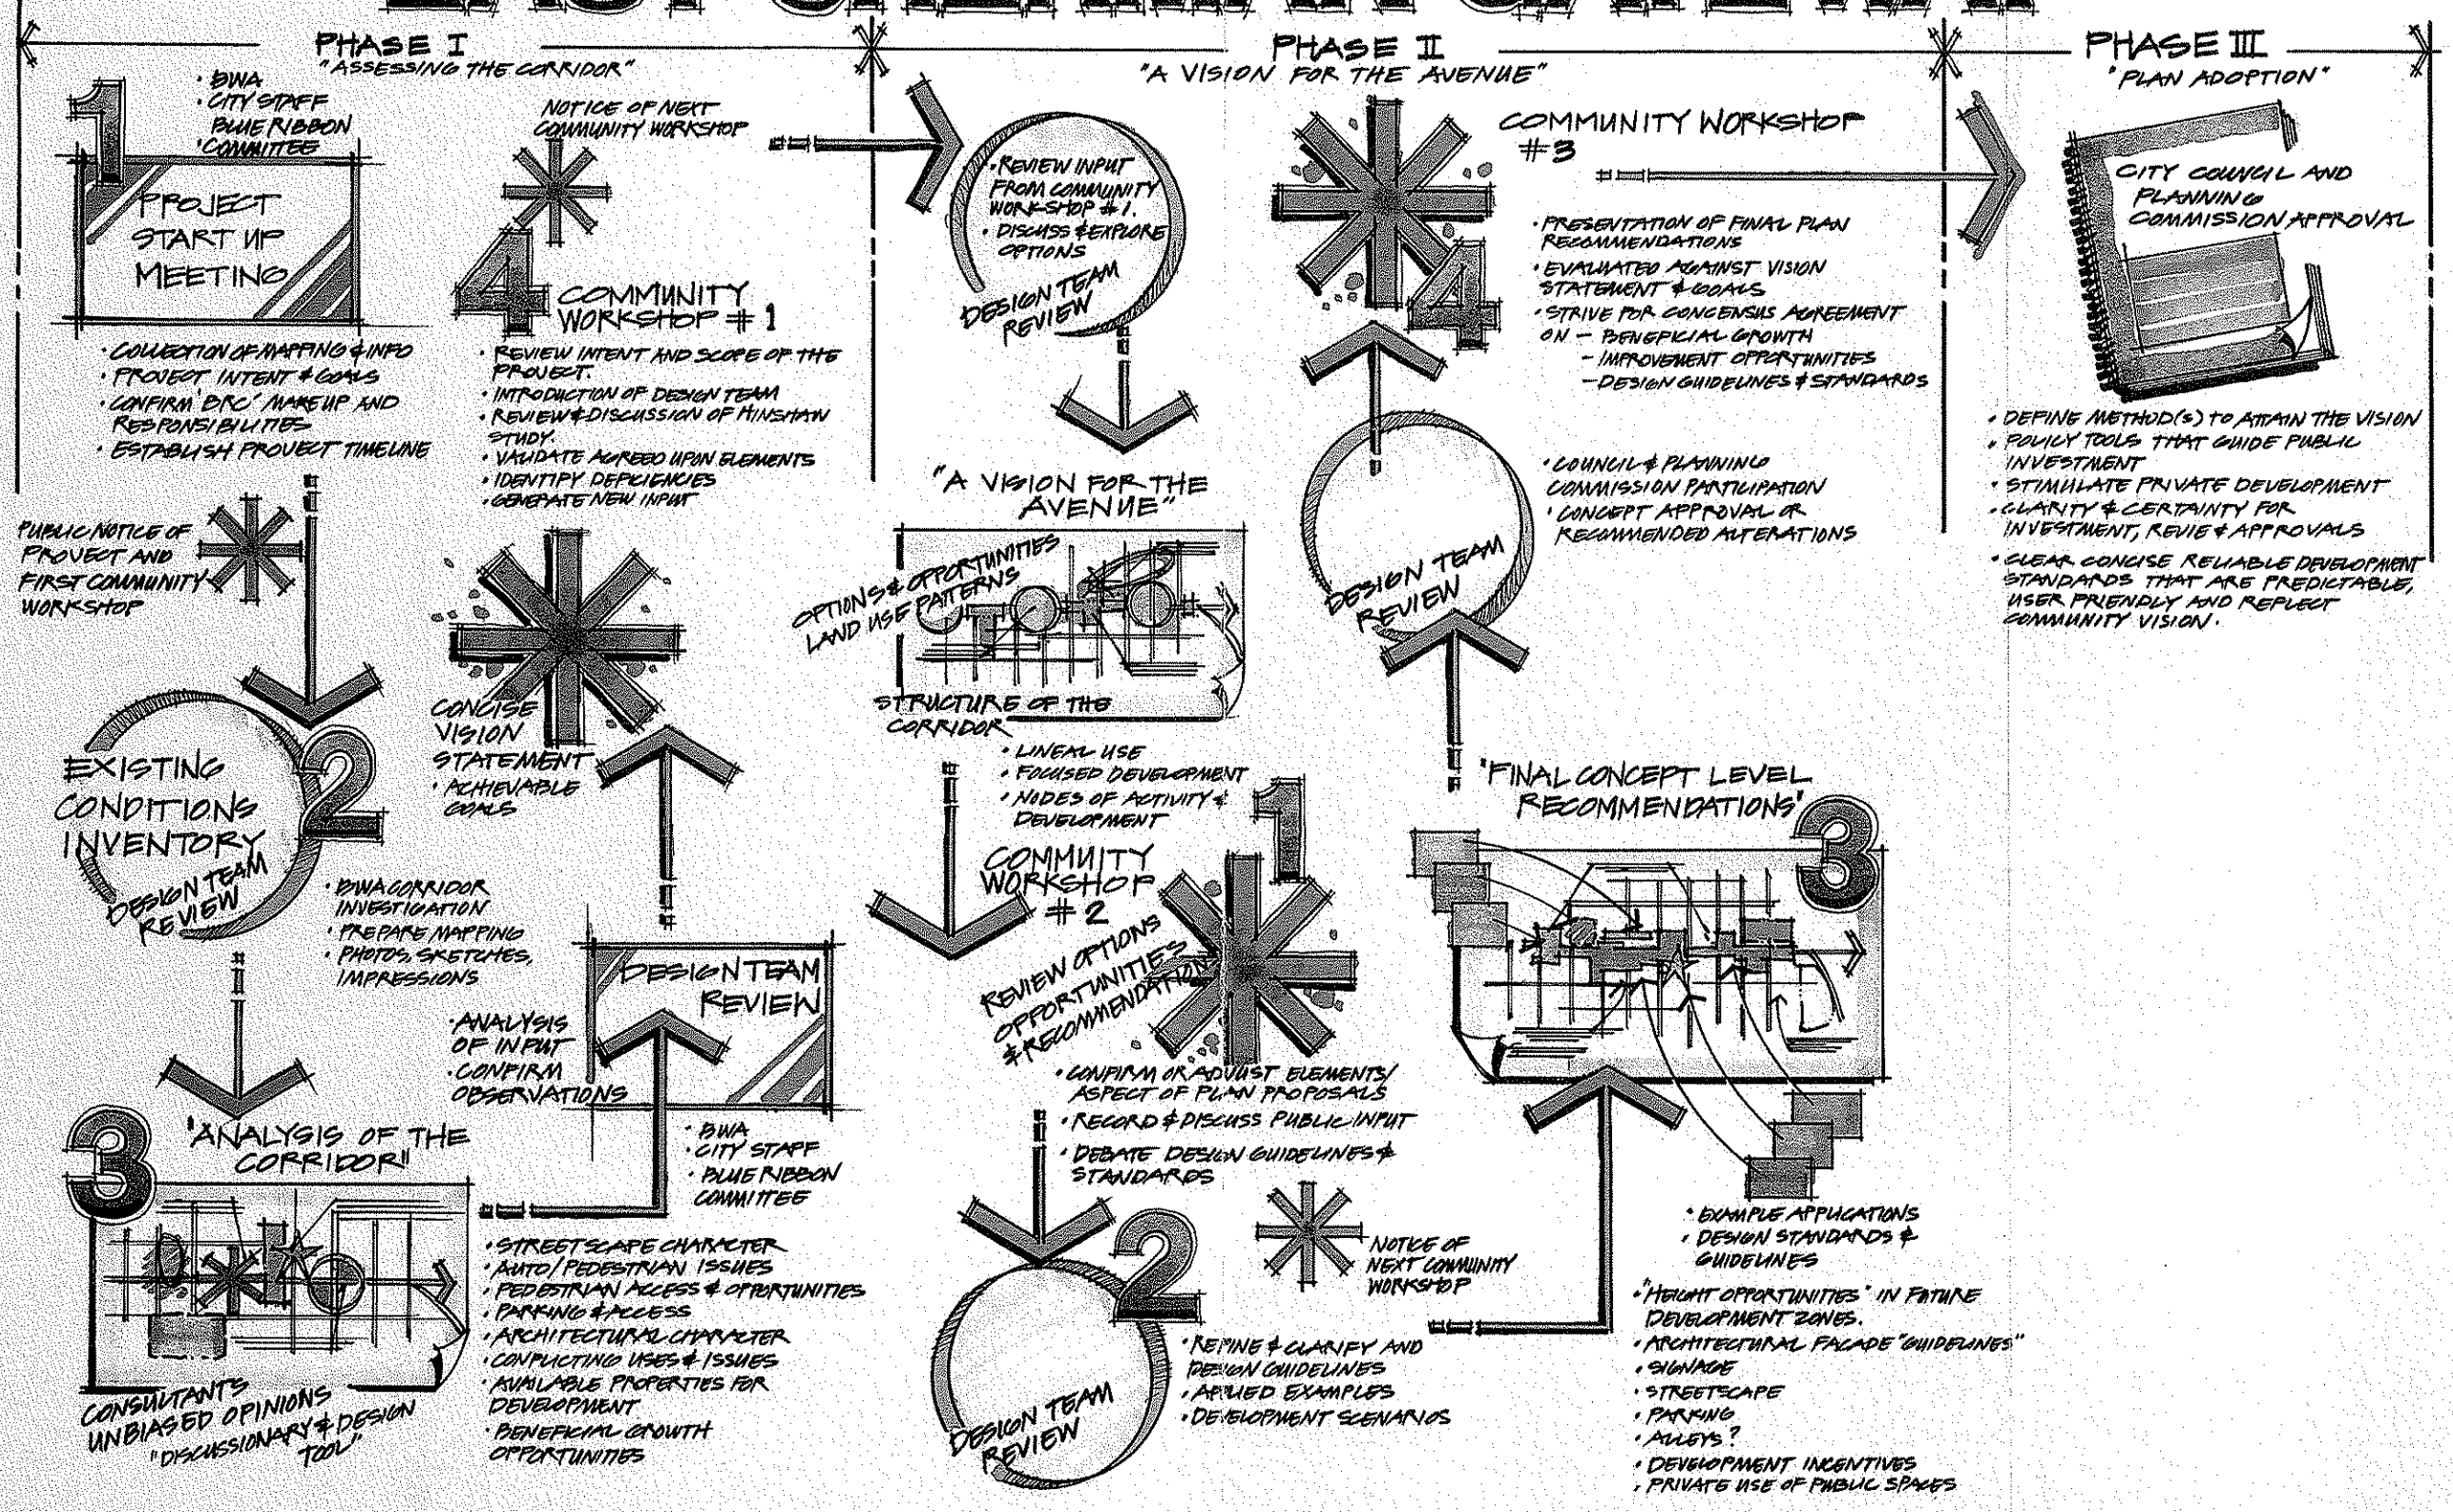 PHASE I
"ASSESSING THE CORRIDOR"
1
• BWA
• CITY STAFF
BLUE RIBBON
• COMMITTEE
PROJECT
START UP
MEETING
• COLLECTION OF MAPPING & INFO
• PROJECT INTENT & GOALS
• CONFIRM 'BRC' MAKEUP AND
RESPONSIBILITIES
• ESTABLISH PROJECT TIMELINE
PUBLIC NOTICE OF
PROJECT AND
FIRST COMMUNITY
WORKSHOP
2
EXISTING
CONDITIONS
INVENTORY
DESIGN TEAM
REVIEW
• BWA CORRIDOR
INVESTIGATION
• PREPARE MAPPING
• PHOTOS, SKETCHES,
IMPRESSIONS
3
"ANALYSIS OF THE
CORRIDOR"
CONSULTANTS
UNBIASED OPINIONS
"DISCUSSIONARY & DESIGN
TOOL"
• STREETSCAPE CHARACTER
• AUTO/PEDESTRIAN ISSUES
• PEDESTRIAN ACCESS & OPPORTUNITIES
• PARKING & ACCESS
• ARCHITECTURAL CHARACTER
• CONFLICTING USES & ISSUES
• AVAILABLE PROPERTIES FOR
DEVELOPMENT
• BENEFICIAL GROWTH
OPPORTUNITIES
DESIGN TEAM
REVIEW
• ANALYSIS
OF INPUT
• CONFIRM
OBSERVATIONS
• BWA
• CITY STAFF
• BLUE RIBBON
COMMITTEE
CONCISE
VISION
STATEMENT
• ACHIEVABLE
GOALS
NOTICE OF NEXT
COMMUNITY WORKSHOP
4
COMMUNITY
WORKSHOP #1
• REVIEW INTENT AND SCOPE OF THE
PROJECT.
• INTRODUCTION OF DESIGN TEAM
• REVIEW & DISCUSSION OF HINSHAW
STUDY.
• VALIDATE AGREED UPON ELEMENTS
• IDENTIFY DEFICIENCIES
• GENERATE NEW INPUT
PHASE II
"A VISION FOR THE AVENUE"
• REVIEW INPUT
FROM COMMUNITY
WORKSHOP #1.
• DISCUSS & EXPLORE
OPTIONS
DESIGN TEAM
REVIEW
"A VISION FOR THE
AVENUE"
OPTIONS & OPPORTUNITIES
LAND USE PATTERNS
STRUCTURE OF THE
CORRIDOR
• LINEAL USE
• FOCUSED DEVELOPMENT
• NODES OF ACTIVITY &
DEVELOPMENT
1
COMMUITY
WORKSHOP
#2
REVIEW OPTIONS
OPPORTUNITIES
& RECOMMENDATIONS
• CONFIRM OR ADJUST ELEMENTS/
ASPECT OF PLAN PROPOSALS
• RECORD & DISCUSS PUBLIC INPUT
• DEBATE DESIGN GUIDELINES &
STANDARDS
2
DESIGN TEAM
REVIEW
• REFINE & CLARIFY AND
DESIGN GUIDELINES
• APPLIED EXAMPLES
• DEVELOPMENT SCENARIOS
NOTICE OF
NEXT COMMUNITY
WORKSHOP
"FINAL CONCEPT LEVEL
RECOMMENDATIONS"
3
• EXAMPLE APPLICATIONS
• DESIGN STANDARDS &
GUIDELINES
• "HEIGHT OPPORTUNITIES" IN FUTURE
DEVELOPMENT ZONES.
• ARCHITECTURAL FACADE "GUIDELINES"
• SIGNAGE
• STREETSCAPE
• PARKING
• ALLEYS?
• DEVELOPMENT INCENTIVES
• PRIVATE USE OF PUBLIC SPACES
DESIGN TEAM
REVIEW
• COUNCIL & PLANNING
COMMISSION PARTICIPATION
• CONCEPT APPROVAL OR
RECOMMENDED ALTERATIONS
4
COMMUNITY WORKSHOP
#3
• PRESENTATION OF FINAL PLAN
RECOMMENDATIONS
• EVALUATED AGAINST VISION
STATEMENT & GOALS
• STRIVE FOR CONCENSUS AGREEMENT
ON – BENEFICIAL GROWTH
– IMPROVEMENT OPPORTUNITIES
– DESIGN GUIDELINES & STANDARDS
PHASE III
"PLAN ADOPTION"
CITY COUNCIL AND
PLANNING
COMMISSION APPROVAL
• DEFINE METHOD(S) TO ATTAIN THE VISION
• POLICY TOOLS THAT GUIDE PUBLIC
INVESTMENT
• STIMULATE PRIVATE DEVELOPMENT
• CLARITY & CERTAINTY FOR
INVESTMENT, REVIE & APPROVALS
• CLEAR CONCISE RELIABLE DEVELOPMENT
STANDARDS THAT ARE PREDICTABLE,
USER FRIENDLY AND REFLECT
COMMUNITY VISION.